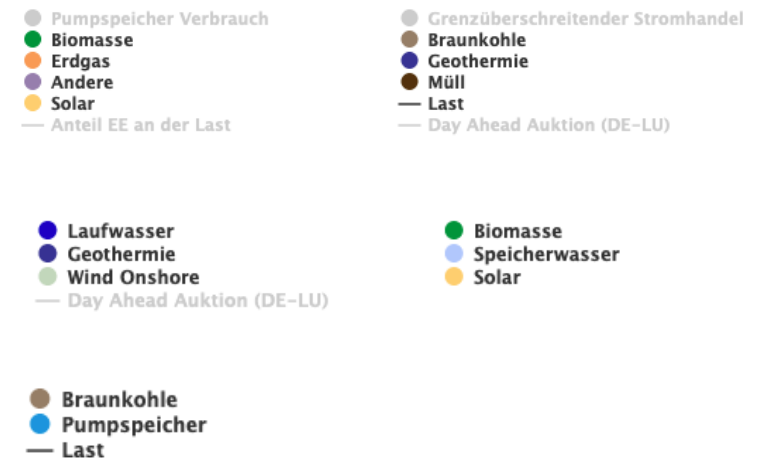 Pumpspeicher Verbrauch
Biomasse
Erdgas
Andere
Solar
Anteil EE an der Last
Grenzüberschreitender Stromhandel
Braunkohle
Geothermie
Müll
Last
Day Ahead Auktion (DE-LU)
Laufwasser
Geothermie
Wind Onshore
Day Ahead Auktion (DE-LU)
Biomasse
Speicherwasser
Solar
Braunkohle
Pumpspeicher
Last